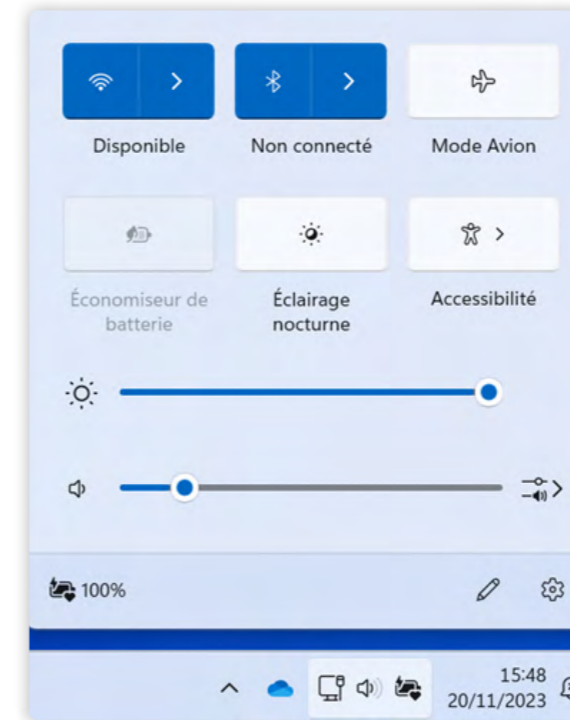 Disponible
Non connecté
Mode Avion
Économiseur de
batterie
Éclairage
nocturne
Accessibilité
100%
15:48
20/11/2023